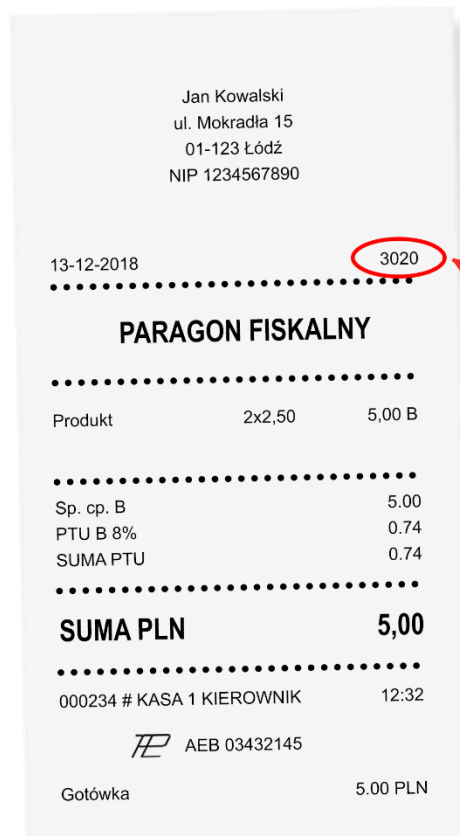 Jan Kowalski
ul. Mokradła 15
01-123 Łódź
NIP 1234567890
13-12-2018 3020
PARAGON FISKALNY
Produkt 2x2,50 5,00 B
Sp. cp. B 5.00
PTU B 8% 0.74
SUMA PTU 0.74
SUMA PLN 5,00
000234 # KASA 1 KIEROWNIK 12:32
AEB 03432145
Gotówka 5.00 PLN